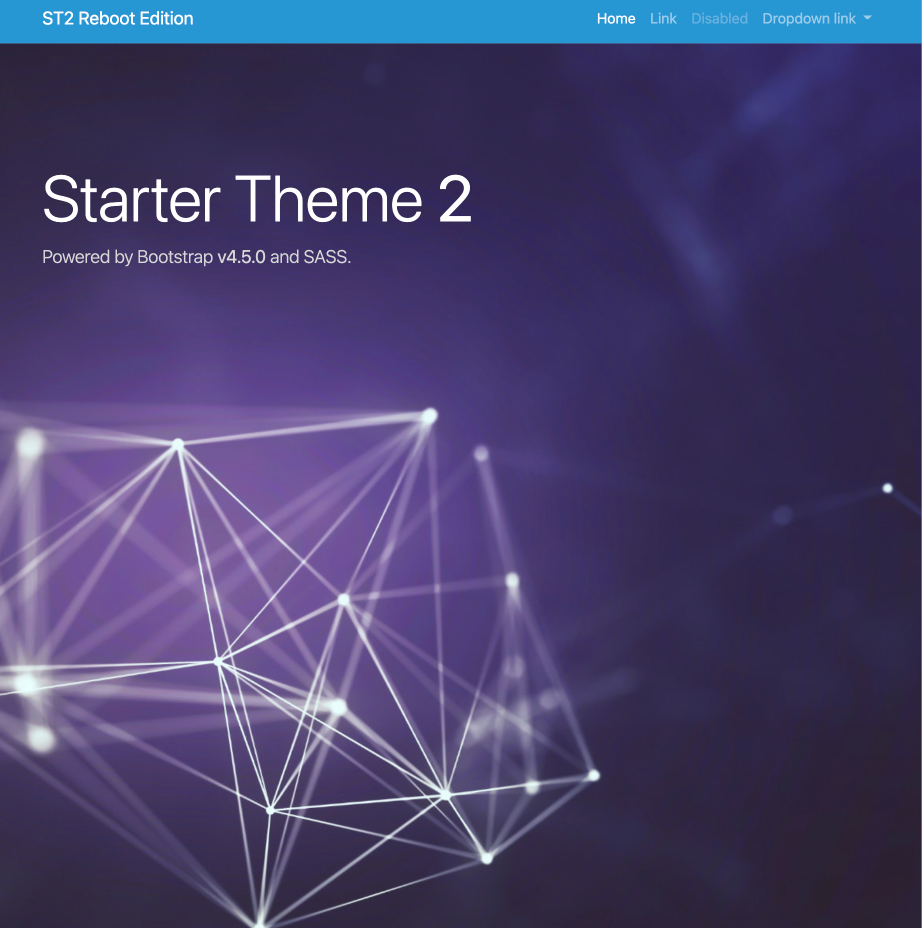 ST2 Reboot Edition
Home Link Disabled Dropdown link
Starter Theme 2
Powered by Bootstrap v4.5.0 and SASS.